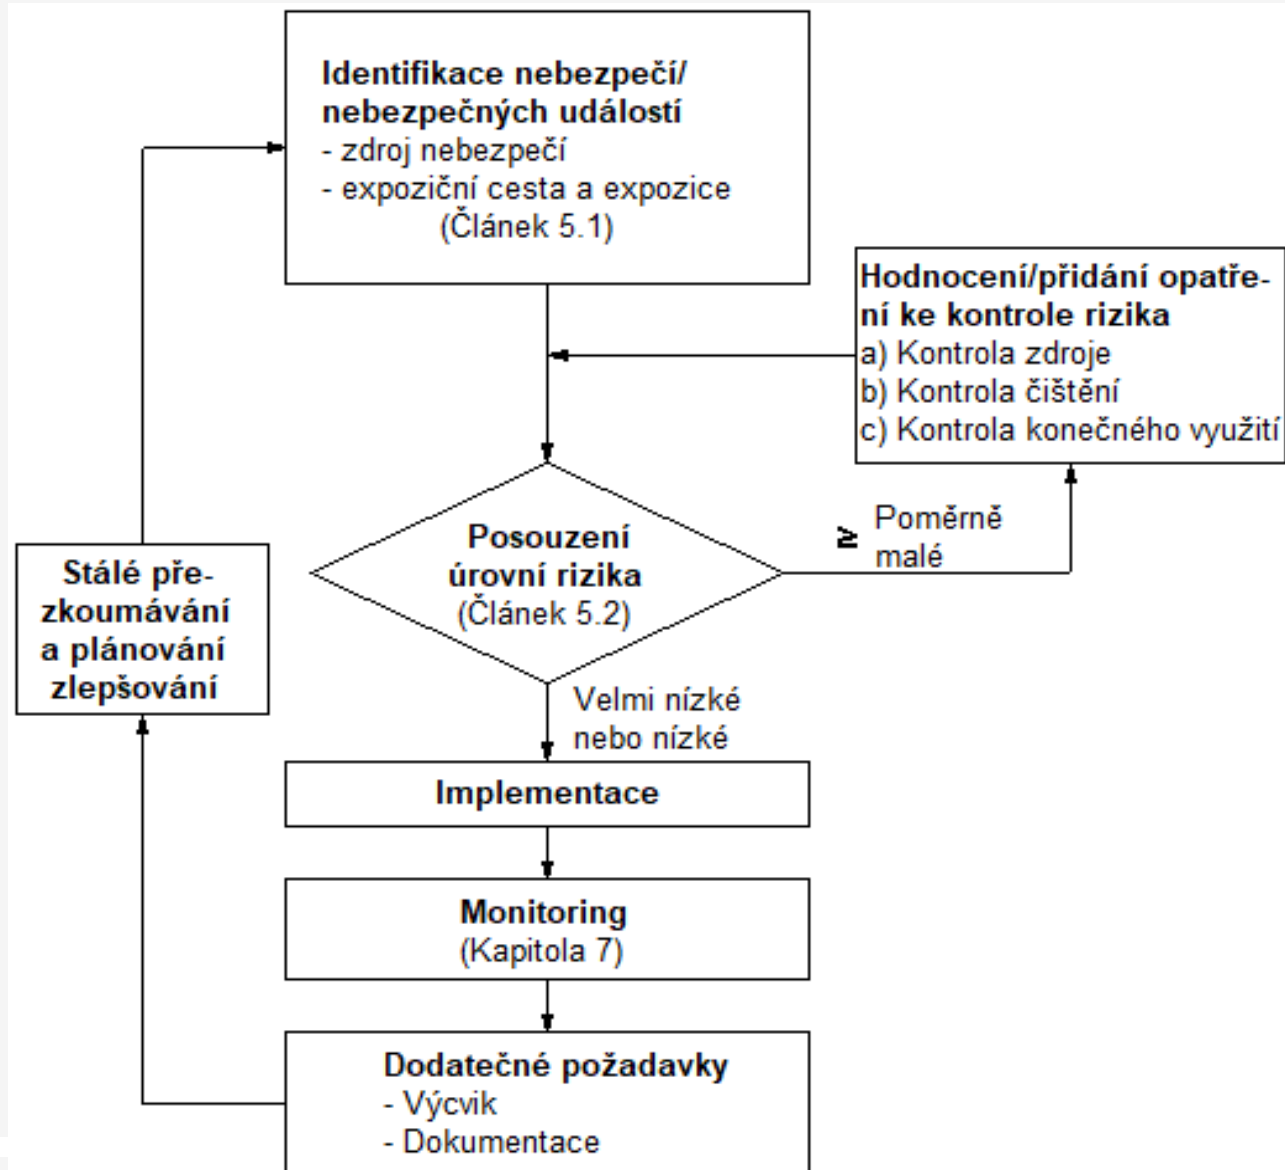 Identifikace nebezpečí/
nebezpečných událostí
- zdroj nebezpečí
- expoziční cesta a expozice
(Článek 5.1)
Hodnocení/přidání opatře-
ní ke kontrole rizika
a) Kontrola zdroje
b) Kontrola čištění
c) Kontrola konečného využití
Posouzení
úrovní rizika
(Článek 5.2)
≥ Poměrně
malé
Stálé pře-
zkoumávání
a plánování
zlepšování
Velmi nízké
nebo nízké
Implementace
Monitoring
(Kapitola 7)
Dodatečné požadavky
- Výcvik
- Dokumentace